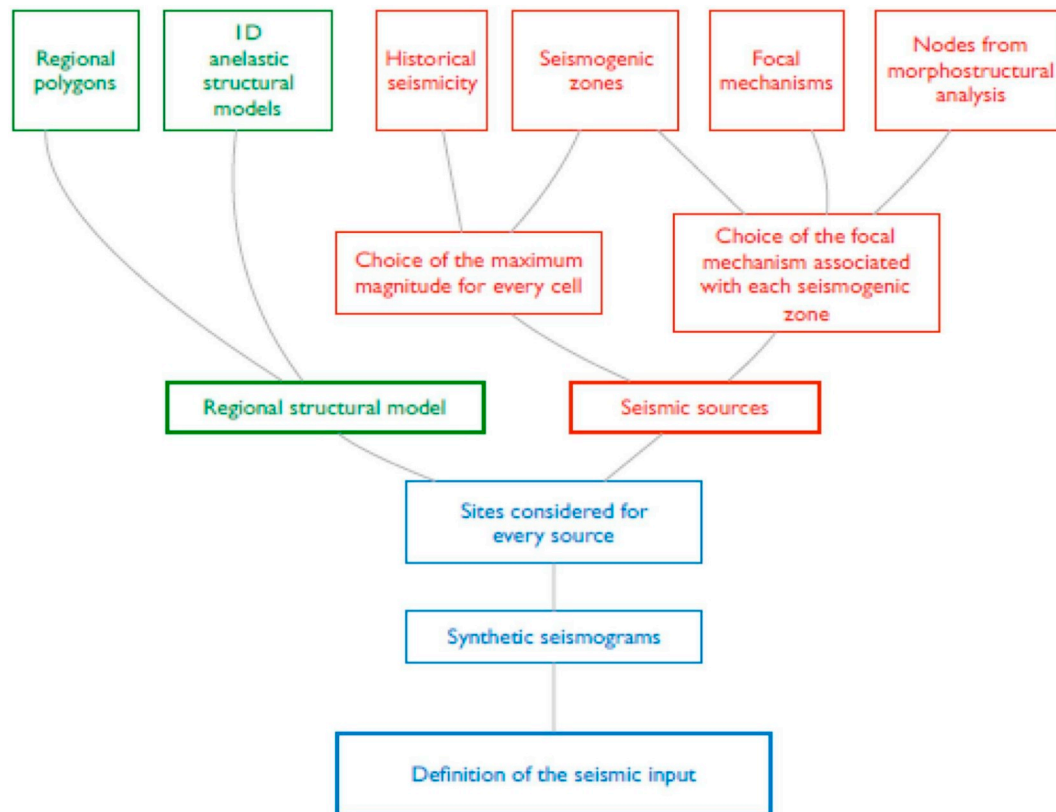 Regional
polygons
1D
anelastic
structural
models
Historical
seismicity
Seismogenic
zones
Focal
mechanisms
Nodes from
morphostructural
analysis
Choice of the maximum
magnitude for every cell
Choice of the focal
mechanism associated
with each seismogenic
zone
Regional structural model
Seismic sources
Sites considered for
every source
Synthetic seismograms
Definition of the seismic input